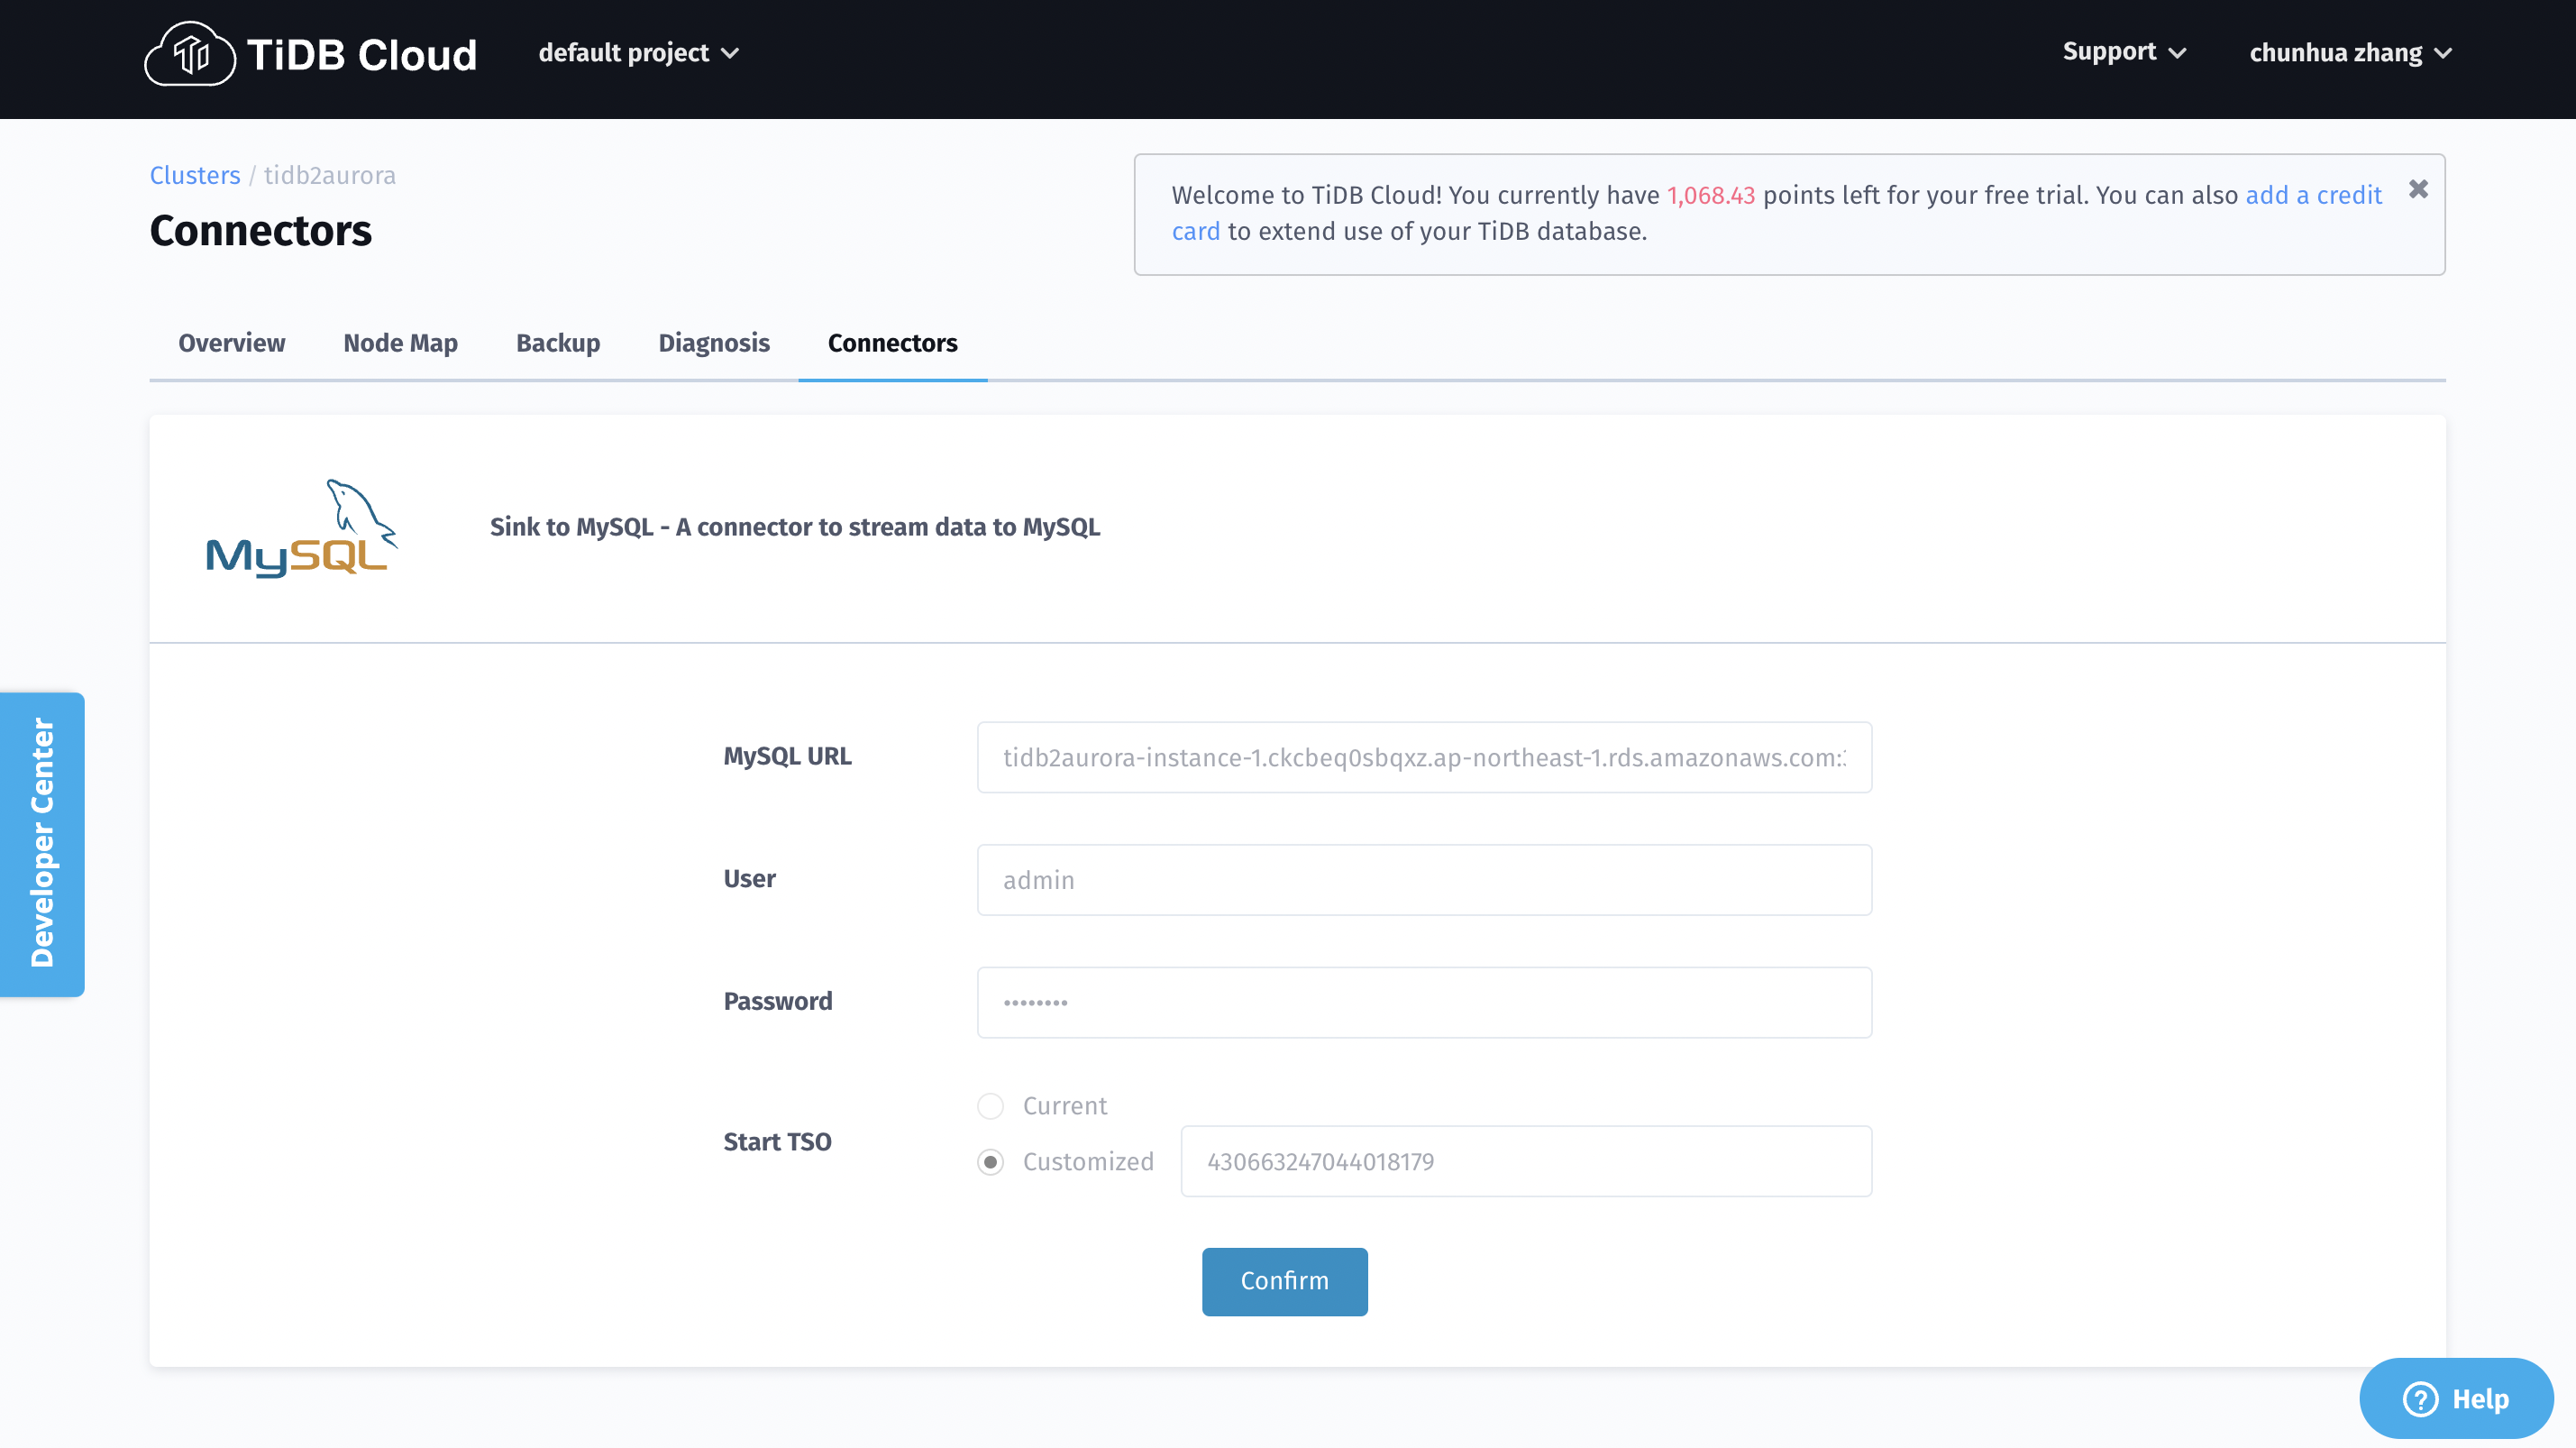 TiDB Cloud
default project
Support
chunhua zhang
Clusters / tidb2aurora
Connectors
Welcome to TiDB Cloud! You currently have 1,068.43 points left for your free trial. You can also add a credit
card to extend use of your TiDB database.
Overview
Node Map
Backup
Diagnosis
Connectors
MySQL
Sink to MySQL - A connector to stream data to MySQL
Developer Center
MySQL URL
tidb2aurora-instance-1.ckcbeq0sbqxz.ap-northeast-1.rds.amazonaws.com:
User
admin
Password
••••••••
Start TSO
Current
Customized
430663247044018179
Confirm
? Help